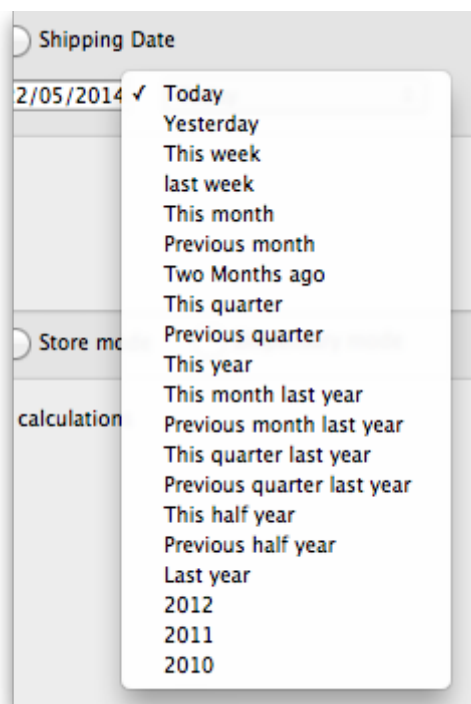 Shipping Date
2/05/2014 ✓ Today
Yesterday
This week
last week
This month
Previous month
Two Months ago
This quarter
Previous quarter
Store
This year
This month last year
calculation
Previous month last year
This quarter last year
Previous quarter last year
This half year
Previous half year
Last year
2012
2011
2010